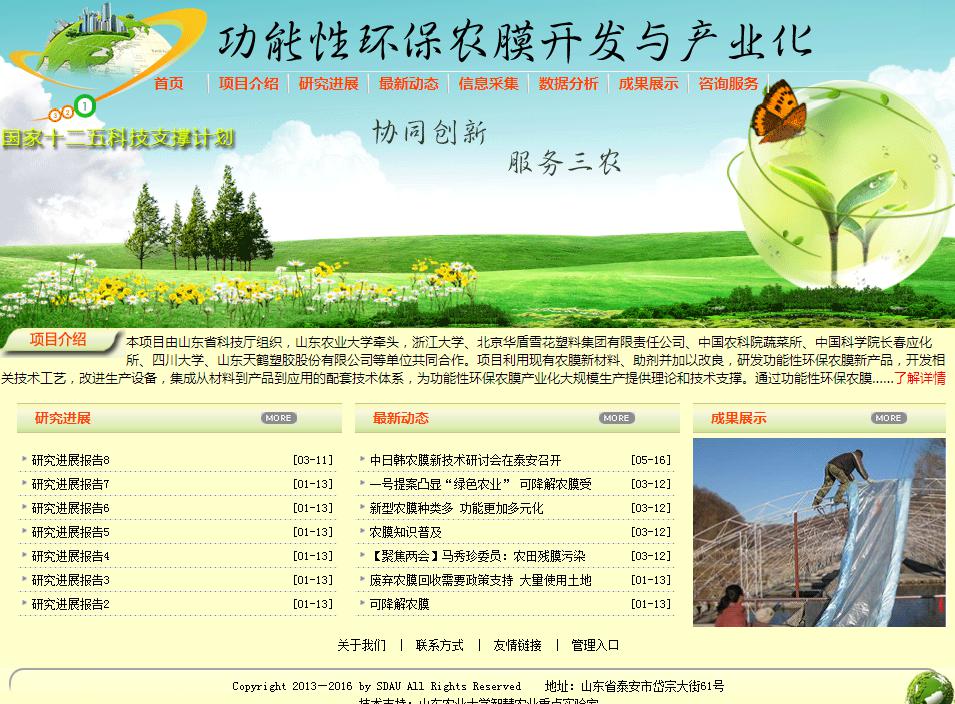 功能性环保农膜开发与产业化
首页 项目介绍 研究进展 最新动态 信息采集 数据分析 成果展示 咨询服务
3 2 1
国家十二五科技支撑计划
协同创新
服务三农
项目介绍
本项目由山东省科技厅组织，山东农业大学牵头，浙江大学、北京华盾雪花塑料集团有限责任公司、中国农科院蔬菜所、中国科学院长春应化
所、四川大学、山东天鹤塑胶股份有限公司等单位共同合作。项目利用现有农膜新材料、助剂并加以改良，研发功能性环保农膜新产品，开发相
关技术工艺，改进生产设备，集成从材料到产品到应用的配套技术体系，为功能性环保农膜产业化大规模生产提供理论和技术支撑。通过功能性环保农膜......了解详情
研究进展 MORE
研究进展报告8 [03-11]
研究进展报告7 [01-13]
研究进展报告6 [01-13]
研究进展报告5 [01-13]
研究进展报告4 [01-13]
研究进展报告3 [01-13]
研究进展报告2 [01-13]
最新动态 MORE
中日韩农膜新技术研讨会在泰安召开 [05-16]
一号提案凸显“绿色农业” 可降解农膜受 [03-12]
新型农膜种类多 功能更加多元化 [03-12]
农膜知识普及 [03-12]
【聚焦两会】马秀珍委员：农田残膜污染 [03-12]
废弃农膜回收需要政策支持 大量使用土地 [01-13]
可降解农膜 [01-13]
成果展示 MORE
关于我们 | 联系方式 | 友情链接 | 管理入口
Copyright 2013—2016 by SDAU All Rights Reserved 地址：山东省泰安市岱宗大街61号
技术支持：山东农业大学智慧农业重点实验室